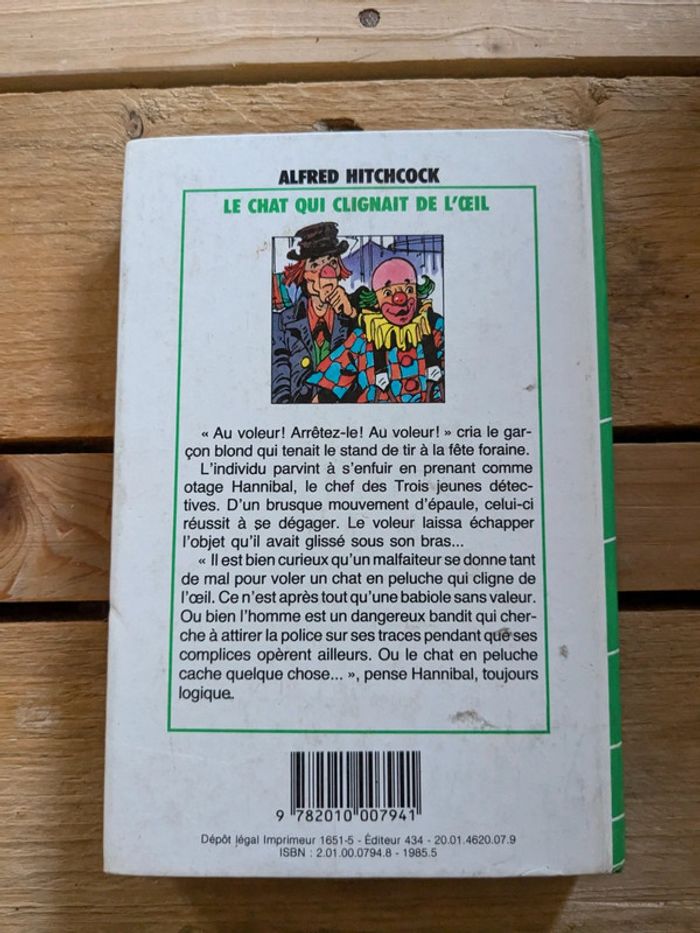 ALFRED HITCHCOCK
LE CHAT QUI CLIGNAIT DE L'ŒIL
« Au voleur! Arrêtez-le! Au voleur! » cria le gar-
çon blond qui tenait le stand de tir à la fête foraine.
L'individu parvint à s'enfuir en prenant comme
otage Hannibal, le chef des Trois jeunes détec-
tives. D'un brusque mouvement d'épaule, celui-ci
réussit à se dégager. Le voleur laissa échapper
l'objet qu'il avait glissé sous son bras...
« Il est bien curieux qu'un malfaiteur se donne tant
de mal pour voler un chat en peluche qui cligne de
l'œil. Ce n'est après tout qu'une babiole sans valeur.
Ou bien l'homme est un dangereux bandit qui cher-
che à attirer la police sur ses traces pendant que ses
complices opèrent ailleurs. Ou le chat en peluche
cache quelque chose... », pense Hannibal, toujours
logique.
9 782010 007941
Dépôt légal Imprimeur 1651-5 - Éditeur 434 - 20.01.4620.07.9
ISBN : 2.01.00.0794.8 - 1985.5